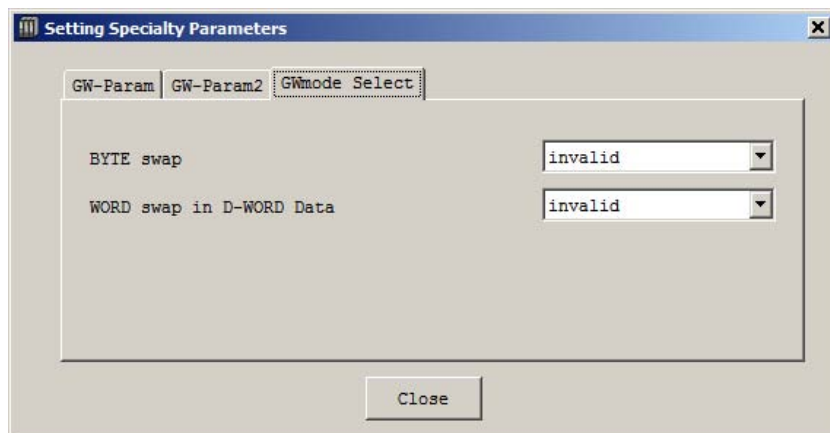 Setting Specialty Parameters
GW-Param GW-Param2 GWmode Select
BYTE swap invalid
WORD swap in D-WORD Data invalid
Close